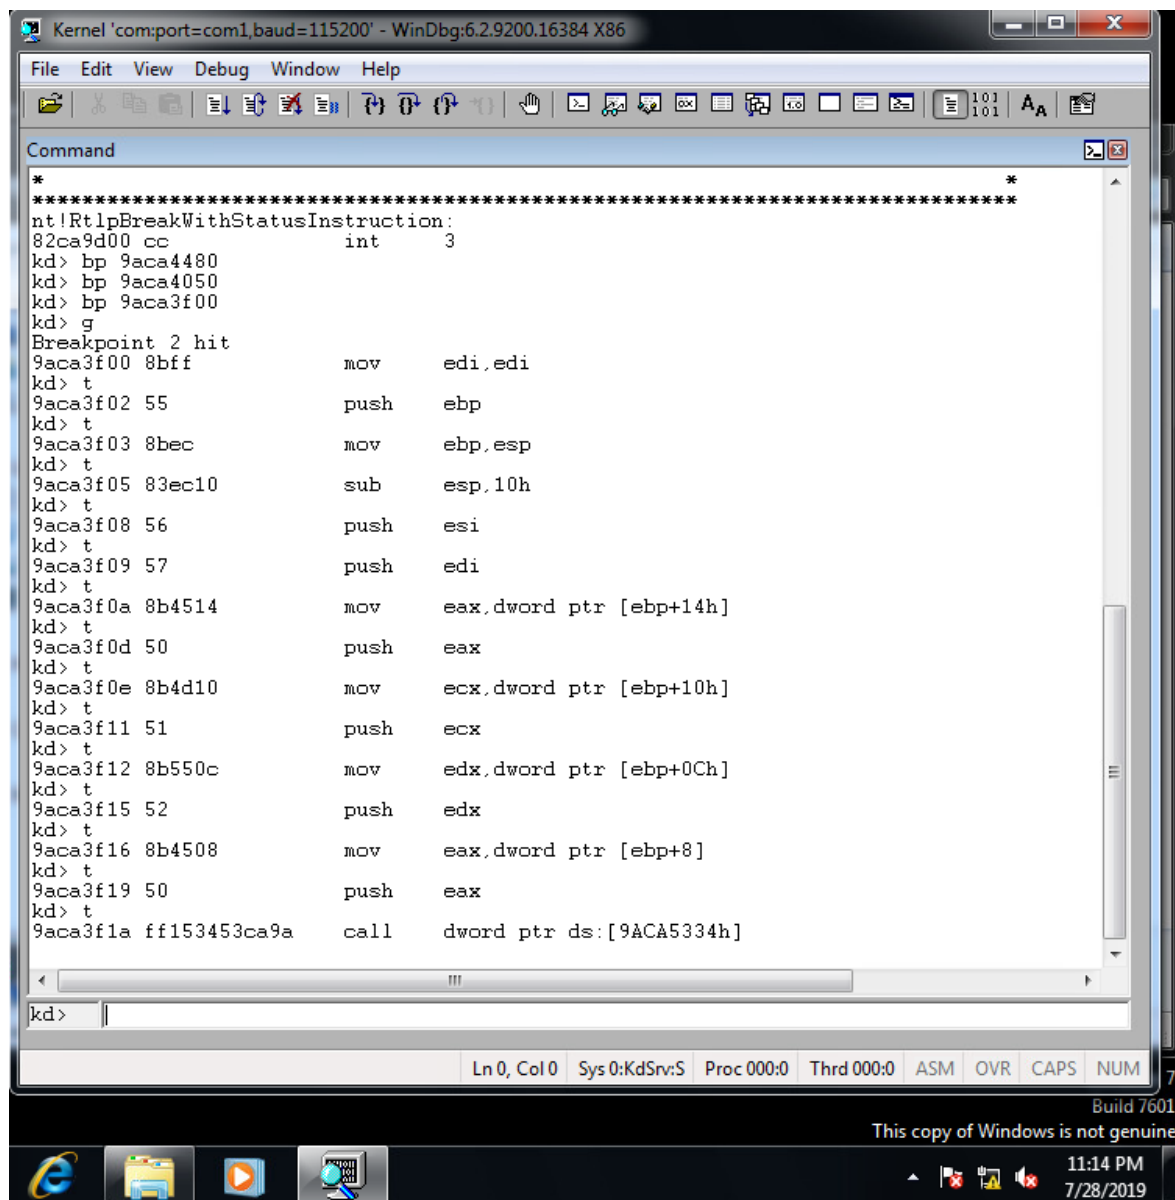 Kernel 'com:port=com1,baud=115200' - WinDbg:6.2.9200.16384 X86
File Edit View Debug Window Help
Command
* *
*******************************************************************************
nt!RtlpBreakWithStatusInstruction:
82ca9d00 cc int 3
kd> bp 9aca4480
kd> bp 9aca4050
kd> bp 9aca3f00
kd> g
Breakpoint 2 hit
9aca3f00 8bff mov edi,edi
kd> t
9aca3f02 55 push ebp
kd> t
9aca3f03 8bec mov ebp,esp
kd> t
9aca3f05 83ec10 sub esp,10h
kd> t
9aca3f08 56 push esi
kd> t
9aca3f09 57 push edi
kd> t
9aca3f0a 8b4514 mov eax,dword ptr [ebp+14h]
kd> t
9aca3f0d 50 push eax
kd> t
9aca3f0e 8b4d10 mov ecx,dword ptr [ebp+10h]
kd> t
9aca3f11 51 push ecx
kd> t
9aca3f12 8b550c mov edx,dword ptr [ebp+0Ch]
kd> t
9aca3f15 52 push edx
kd> t
9aca3f16 8b4508 mov eax,dword ptr [ebp+8]
kd> t
9aca3f19 50 push eax
kd> t
9aca3f1a ff153453ca9a call dword ptr ds:[9ACA5334h]
kd>
Ln 0, Col 0 Sys 0:KdSrv:S Proc 000:0 Thrd 000:0 ASM OVR CAPS NUM
7
Build 7601
This copy of Windows is not genuine
11:14 PM
7/28/2019